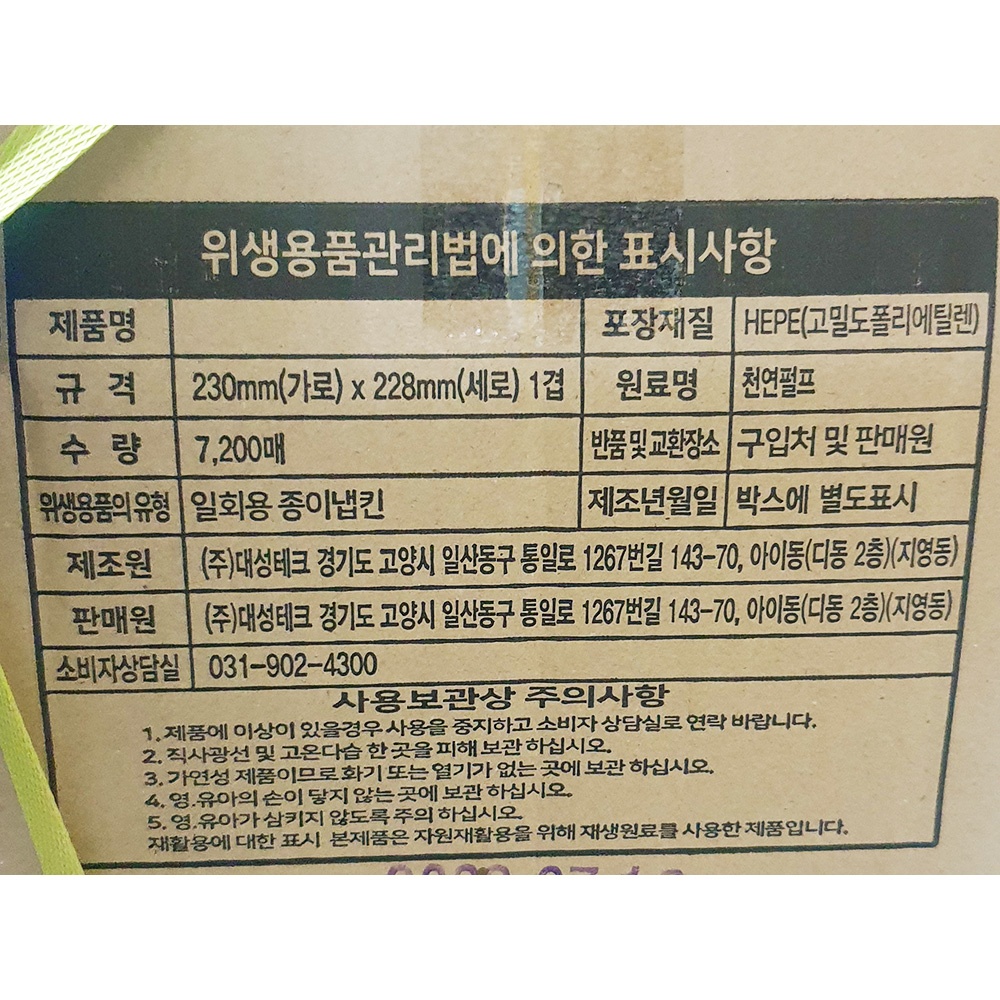 위생용품관리법에 의한 표시사항
제품명 포장재질 HEPE(고밀도폴리에틸렌)
규 격 230mm(가로) x 228mm(세로) 1겹 원료명 천연펄프
수 량 7,200매 반품 및 교환장소 구입처 및 판매원
위생용품의 유형 일회용 종이냅킨 제조년월일 박스에 별도표시
제조원 (주)대성테크 경기도 고양시 일산동구 통일로 1267번길 143-70, 아이동(디동 2층)(지영동)
판매원 (주)대성테크 경기도 고양시 일산동구 통일로 1267번길 143-70, 아이동(디동 2층)(지영동)
소비자상담실 031-902-4300
사용보관상 주의사항
1. 제품에 이상이 있을경우 사용을 중지하고 소비자 상담실로 연락 바랍니다.
2. 직사광선 및 고온다습 한 곳을 피해 보관 하십시오.
3. 가연성 제품이므로 화기 또는 열기가 없는 곳에 보관 하십시오.
4. 영.유아의 손이 닿지 않는 곳에 보관 하십시오.
5. 영.유아가 삼키지 않도록 주의 하십시오.
재활용에 대한 표시 본제품은 자원재활용을 위해 재생원료를 사용한 제품입니다.